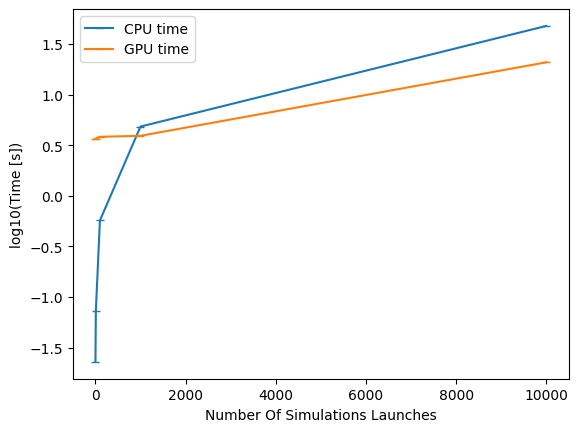 CPU time
GPU time
log10(Time [s])
1.5
1.0
0.5
0.0
−0.5
−1.0
−1.5
0 2000 4000 6000 8000 10000
Number Of Simulations Launches